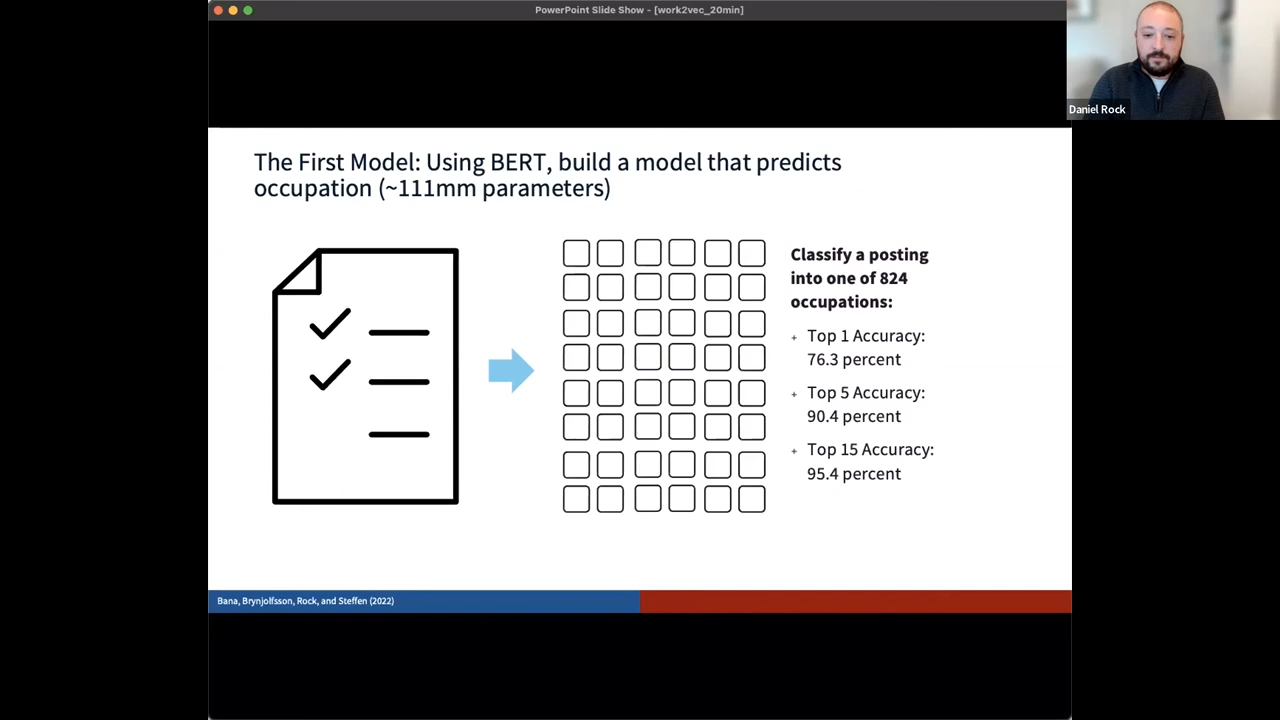 PowerPoint Slide Show - [work2vec_20min]
Daniel Rock
The First Model: Using BERT, build a model that predicts
occupation (~111mm parameters)
Classify a posting
into one of 824
occupations:
+ Top 1 Accuracy:
76.3 percent
+ Top 5 Accuracy:
90.4 percent
+ Top 15 Accuracy:
95.4 percent
Bana, Brynjolfsson, Rock, and Steffen (2022)